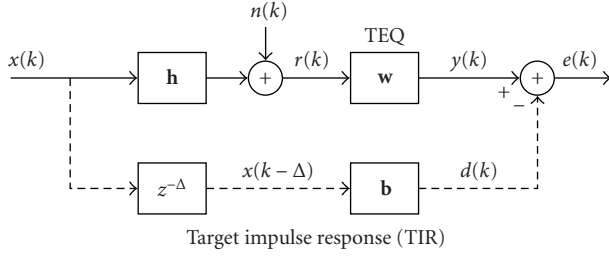 n(k)
TEQ
x(k)
h
+
r(k)
w
y(k)
+
e(k)
+
−
z^{−Δ}
x(k − Δ)
b
d(k)
Target impulse response (TIR)